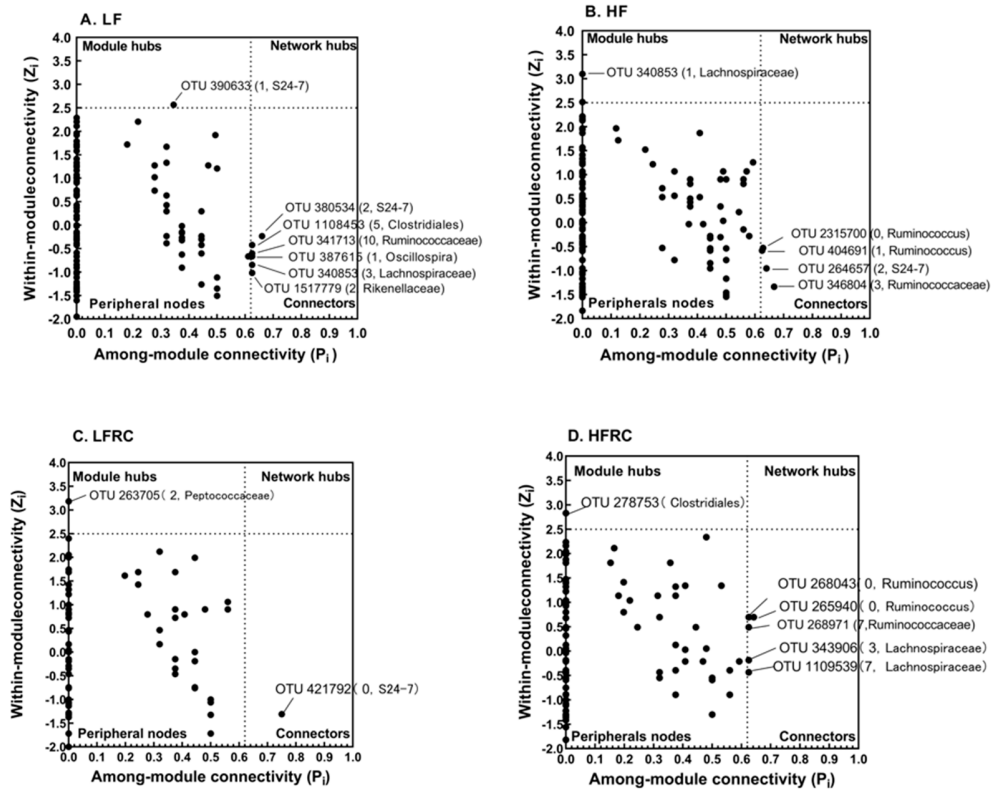 A. LF
4.0
3.5
3.0
2.5
2.0
1.5
1.0
0.5
0.0
-0.5
-1.0
-1.5
-2.0
Within-moduleconnectivity (Zi)
Module hubs
Network hubs
OTU 390633 (1, S24-7)
OTU 380534 (2, S24-7)
OTU 1108453 (5, Clostridiales)
OTU 341713 (10, Ruminococcaceae)
OTU 387615 (1, Oscillospira)
OTU 340853 (3, Lachnospiraceae)
OTU 1517779 (2, Rikenellaceae)
Peripheral nodes
Connectors
0.0 0.1 0.2 0.3 0.4 0.5 0.6 0.7 0.8 0.9 1.0
Among-module connectivity (Pi)
B. HF
4.0
3.5
3.0
2.5
2.0
1.5
1.0
0.5
0.0
-0.5
-1.0
-1.5
-2.0
Within-moduleconnectivity (Zi)
Module hubs
Network hubs
OTU 340853 (1, Lachnospiraceae)
OTU 2315700 (0, Ruminococcus)
OTU 404691 (1, Ruminococcus)
OTU 264657 (2, S24-7)
OTU 346804 (3, Ruminococcaceae)
Peripherals nodes
Connectors
0.0 0.1 0.2 0.3 0.4 0.5 0.6 0.7 0.8 0.9 1.0
Among-module connectivity (Pi)
C. LFRC
4.0
3.5
3.0
2.5
2.0
1.5
1.0
0.5
0.0
-0.5
-1.0
-1.5
-2.0
Within-moduleconnectivity (Zi)
Module hubs
Network hubs
OTU 263705( 2, Peptococcaceae)
OTU 421792( 0, S24-7)
Peripheral nodes
Connectors
0.0 0.1 0.2 0.3 0.4 0.5 0.6 0.7 0.8 0.9 1.0
Among-module connectivity (Pi)
D. HFRC
4.0
3.5
3.0
2.5
2.0
1.5
1.0
0.5
0.0
-0.5
-1.0
-1.5
-2.0
Within-moduleconnectivity (Zi)
Module hubs
Network hubs
OTU 278753( Clostridiales)
OTU 268043( 0, Ruminococcus)
OTU 265940( 0, Ruminococcus)
OTU 268971 (7,Ruminococcaceae)
OTU 343906( 3, Lachnospiraceae)
OTU 1109539(7, Lachnospiraceae)
Peripherals nodes
Connectors
0.0 0.1 0.2 0.3 0.4 0.5 0.6 0.7 0.8 0.9 1.0
Among-module connectivity (Pi)